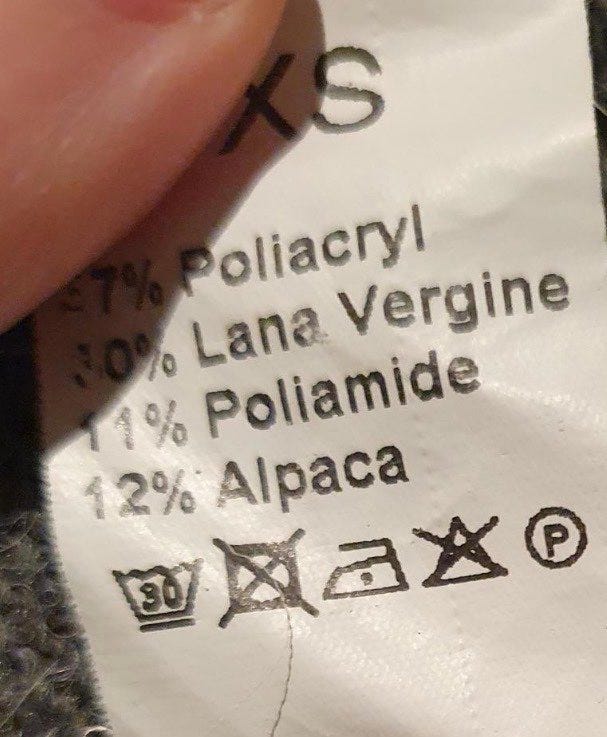 XS
Poliacryl
Lana Vergine
11% Poliamide
12% Alpaca
30 P